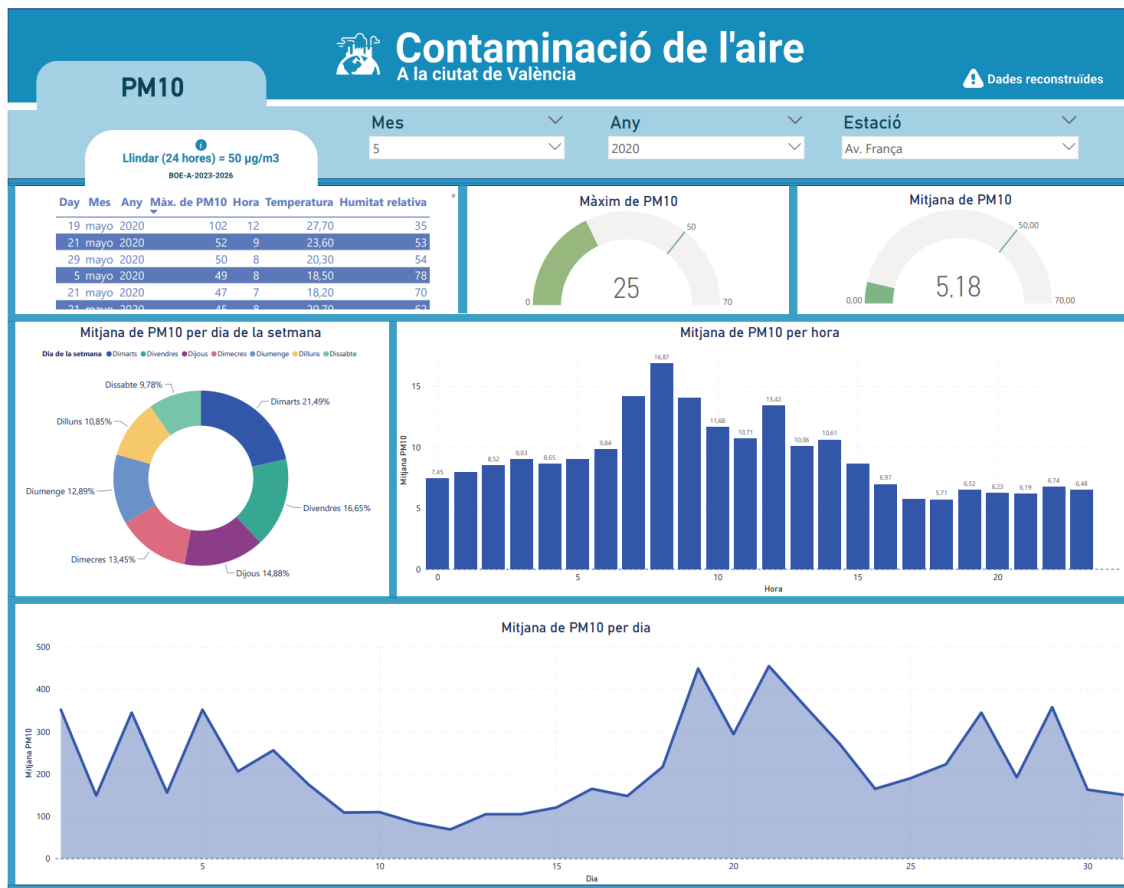 Contaminació de l'aire
A la ciutat de València
PM10
Dades reconstruïdes
Mes
Any
Estació
5
2020
Av. França
Llindar (24 hores) = 50 µg/m3
BOE-A-2023-2026
Day Mes Any Màx. de PM10 Hora Temperatura Humitat relativa
19 mayo 2020 102 12 27,70 35
21 mayo 2020 52 9 23,60 53
29 mayo 2020 50 8 20,30 54
5 mayo 2020 49 8 18,50 78
21 mayo 2020 47 7 18,20 70
21 mayo 2020 45 8 20,70 62
Màxim de PM10
50
25
0
70
Mitjana de PM10
50,00
5,18
0,00
70,00
Mitjana de PM10 per dia de la setmana
Dia de la setmana Dimarts Divendres Dijous Dimecres Diumenge Dilluns Dissabte
Dissabte 9,78%
Dimarts 21,49%
Dilluns 10,85%
Diumenge 12,89%
Divendres 16,65%
Dimecres 13,45%
Dijous 14,88%
Mitjana de PM10 per hora
Mitjana PM10
15
10
5
0
7,45
8,52
9,03
8,65
9,84
16,87
11,68
10,71
13,42
10,06
10,61
6,97
5,71
6,52
6,23
6,19
6,74
6,48
0 5 10 15 20
Hora
Mitjana de PM10 per dia
Mitjana PM10
500
400
300
200
100
0
5 10 15 20 25 30
Dia